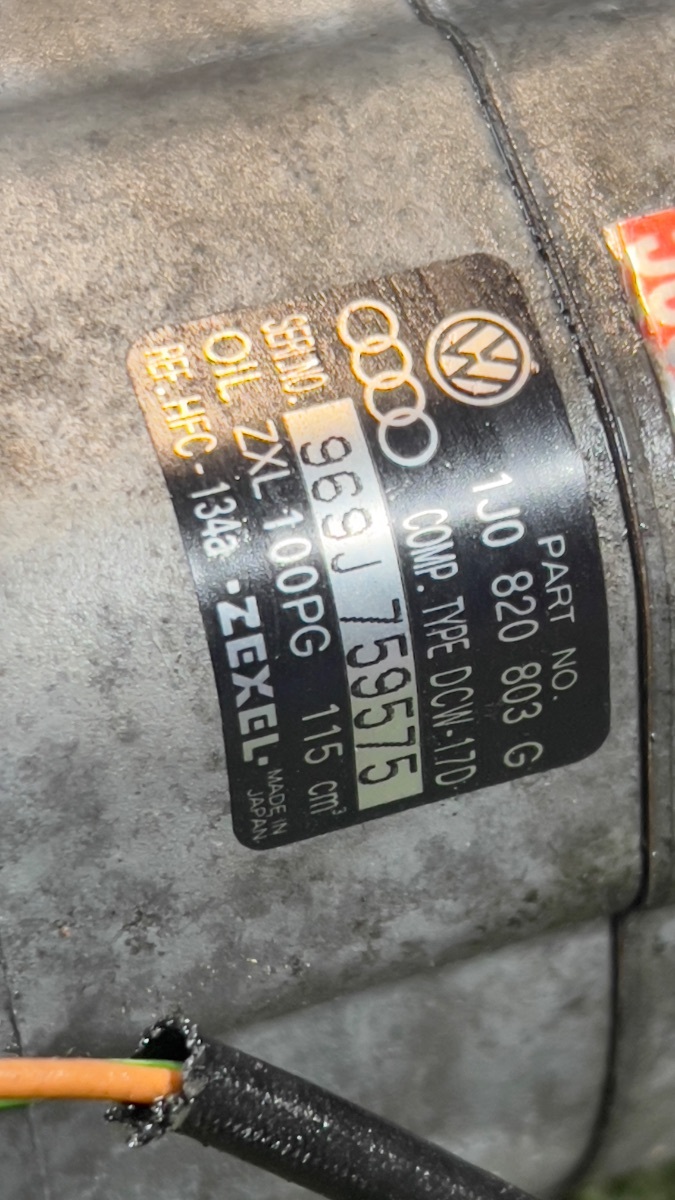 PART NO.
1J0 820 803 G
COMP. TYPE DCW-17D
SER.NO. 969J 759575
OIL ZXL 100PG 115 cm³
RE. HFC-134a ·ZEXEL· MADE IN
JAPAN